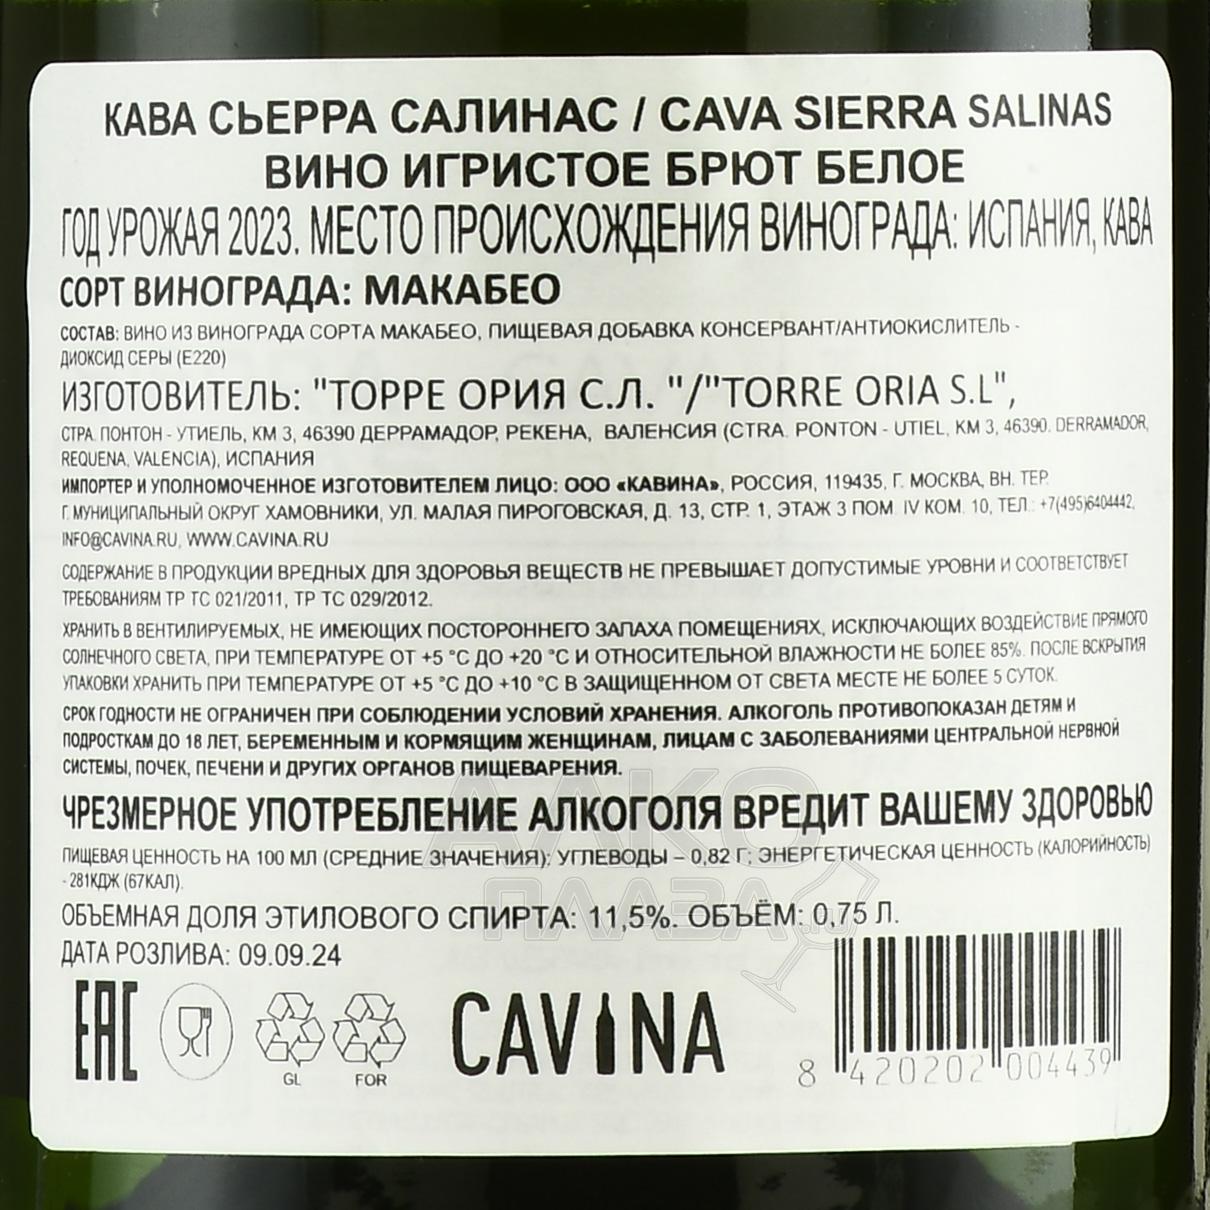 КАВА СЬЕРРА САЛИНАС / CAVA SIERRA SALINAS
ВИНО ИГРИСТОЕ БРЮТ БЕЛОЕ
ГОД УРОЖАЯ 2023. МЕСТО ПРОИСХОЖДЕНИЯ ВИНОГРАДА: ИСПАНИЯ, КАВА
СОРТ ВИНОГРАДА: МАКАБЕО
СОСТАВ: ВИНО ИЗ ВИНОГРАДА СОРТА МАКАБЕО, ПИЩЕВАЯ ДОБАВКА КОНСЕРВАНТ/АНТИОКИСЛИТЕЛЬ -
ДИОКСИД СЕРЫ (Е220)
ИЗГОТОВИТЕЛЬ: "ТОРРЕ ОРИЯ С.Л. "/"TORRE ORIA S.L",
СТРА. ПОНТОН - УТИЕЛЬ, КМ 3, 46390 ДЕРРАМАДОР, РЕКЕНА, ВАЛЕНСИЯ (CTRA. PONTON - UTIEL, KM 3, 46390. DERRAMADOR,
REQUENA, VALENCIA), ИСПАНИЯ
ИМПОРТЕР И УПОЛНОМОЧЕННОЕ ИЗГОТОВИТЕЛЕМ ЛИЦО: ООО «КАВИНА», РОССИЯ, 119435, Г. МОСКВА, ВН. ТЕР.
Г. МУНИЦИПАЛЬНЫЙ ОКРУГ ХАМОВНИКИ, УЛ. МАЛАЯ ПИРОГОВСКАЯ, Д. 13, СТР. 1, ЭТАЖ 3 ПОМ. IV КОМ. 10, ТЕЛ.: +7(495)6404442,
INFO@CAVINA.RU, WWW.CAVINA.RU
СОДЕРЖАНИЕ В ПРОДУКЦИИ ВРЕДНЫХ ДЛЯ ЗДОРОВЬЯ ВЕЩЕСТВ НЕ ПРЕВЫШАЕТ ДОПУСТИМЫЕ УРОВНИ И СООТВЕТСТВУЕТ
ТРЕБОВАНИЯМ ТР ТС 021/2011, ТР ТС 029/2012.
ХРАНИТЬ В ВЕНТИЛИРУЕМЫХ, НЕ ИМЕЮЩИХ ПОСТОРОННЕГО ЗАПАХА ПОМЕЩЕНИЯХ, ИСКЛЮЧАЮЩИХ ВОЗДЕЙСТВИЕ ПРЯМОГО
СОЛНЕЧНОГО СВЕТА, ПРИ ТЕМПЕРАТУРЕ ОТ +5 °С ДО +20 °С И ОТНОСИТЕЛЬНОЙ ВЛАЖНОСТИ НЕ БОЛЕЕ 85%. ПОСЛЕ ВСКРЫТИЯ
УПАКОВКИ ХРАНИТЬ ПРИ ТЕМПЕРАТУРЕ ОТ +5 °С ДО +10 °С В ЗАЩИЩЕННОМ ОТ СВЕТА МЕСТЕ НЕ БОЛЕЕ 5 СУТОК.
СРОК ГОДНОСТИ НЕ ОГРАНИЧЕН ПРИ СОБЛЮДЕНИИ УСЛОВИЙ ХРАНЕНИЯ. АЛКОГОЛЬ ПРОТИВОПОКАЗАН ДЕТЯМ И
ПОДРОСТКАМ ДО 18 ЛЕТ, БЕРЕМЕННЫМ И КОРМЯЩИМ ЖЕНЩИНАМ, ЛИЦАМ С ЗАБОЛЕВАНИЯМИ ЦЕНТРАЛЬНОЙ НЕРВНОЙ
СИСТЕМЫ, ПОЧЕК, ПЕЧЕНИ И ДРУГИХ ОРГАНОВ ПИЩЕВАРЕНИЯ.
ЧРЕЗМЕРНОЕ УПОТРЕБЛЕНИЕ АЛКОГОЛЯ ВРЕДИТ ВАШЕМУ ЗДОРОВЬЮ
ПИЩЕВАЯ ЦЕННОСТЬ НА 100 МЛ (СРЕДНИЕ ЗНАЧЕНИЯ): УГЛЕВОДЫ – 0,82 Г; ЭНЕРГЕТИЧЕСКАЯ ЦЕННОСТЬ (КАЛОРИЙНОСТЬ)
- 281КДЖ (67КАЛ).
ОБЪЕМНАЯ ДОЛЯ ЭТИЛОВОГО СПИРТА: 11,5%. ОБЪЁМ: 0,75 Л.
ДАТА РОЗЛИВА: 09.09.24
АЛКО
ПЛАЗА.ru
EAC
GL
FOR
CAVINA
8 420202 004439